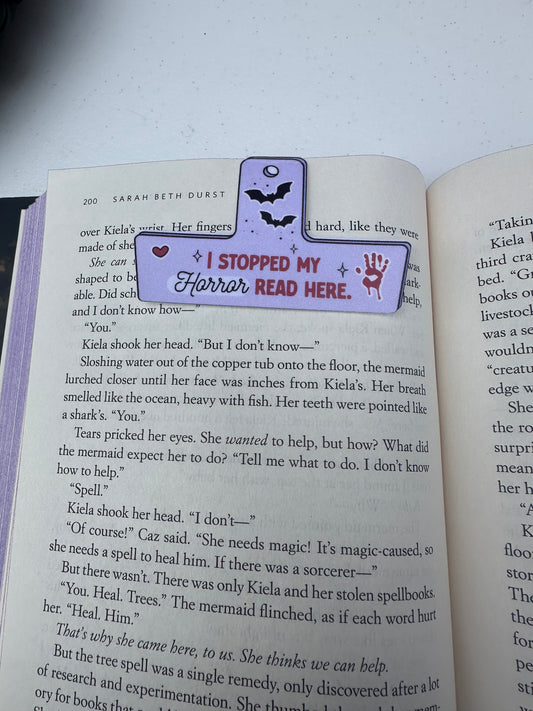 200 SARAH BETH DURST
over Kiela's wrist. Her fingers d hard, like they were
made of she was
She can s ark-
shaped to be
able. Did sch help,
and I don't know how—"
I STOPPED MY
Horror READ HERE.
"You."
Kiela shook her head. "But I don't know—"
Sloshing water out of the copper tub onto the floor, the mermaid
lurched closer until her face was inches from Kiela's. Her breath
smelled like the ocean, heavy with fish. Her teeth were pointed like
a shark's. "You."
Tears pricked her eyes. She wanted to help, but how? What did
the mermaid expect her to do? "Tell me what to do. I don't know
how to help."
"Spell."
Kiela shook her head. "I don't—"
"Of course!" Caz said. "She needs magic! It's magic-caused, so
she needs a spell to heal him. If there was a sorcerer—"
But there wasn't. There was only Kiela and her stolen spellbooks.
"You. Heal. Trees." The mermaid flinched, as if each word hurt
her. "Heal. Him."
That's why she came here, to us. She thinks we can help.
But the tree spell was a single remedy, only discovered after a lot
of research and experimentation. She
ory for books that
"Takin
Kiela
third cra
bed. "G
books o
livestock
was a se
wouldn
"creatu
edge w
She
the ro
surpri
mean
her h
"A
K
floo
stor
The
the
for
pe
sti